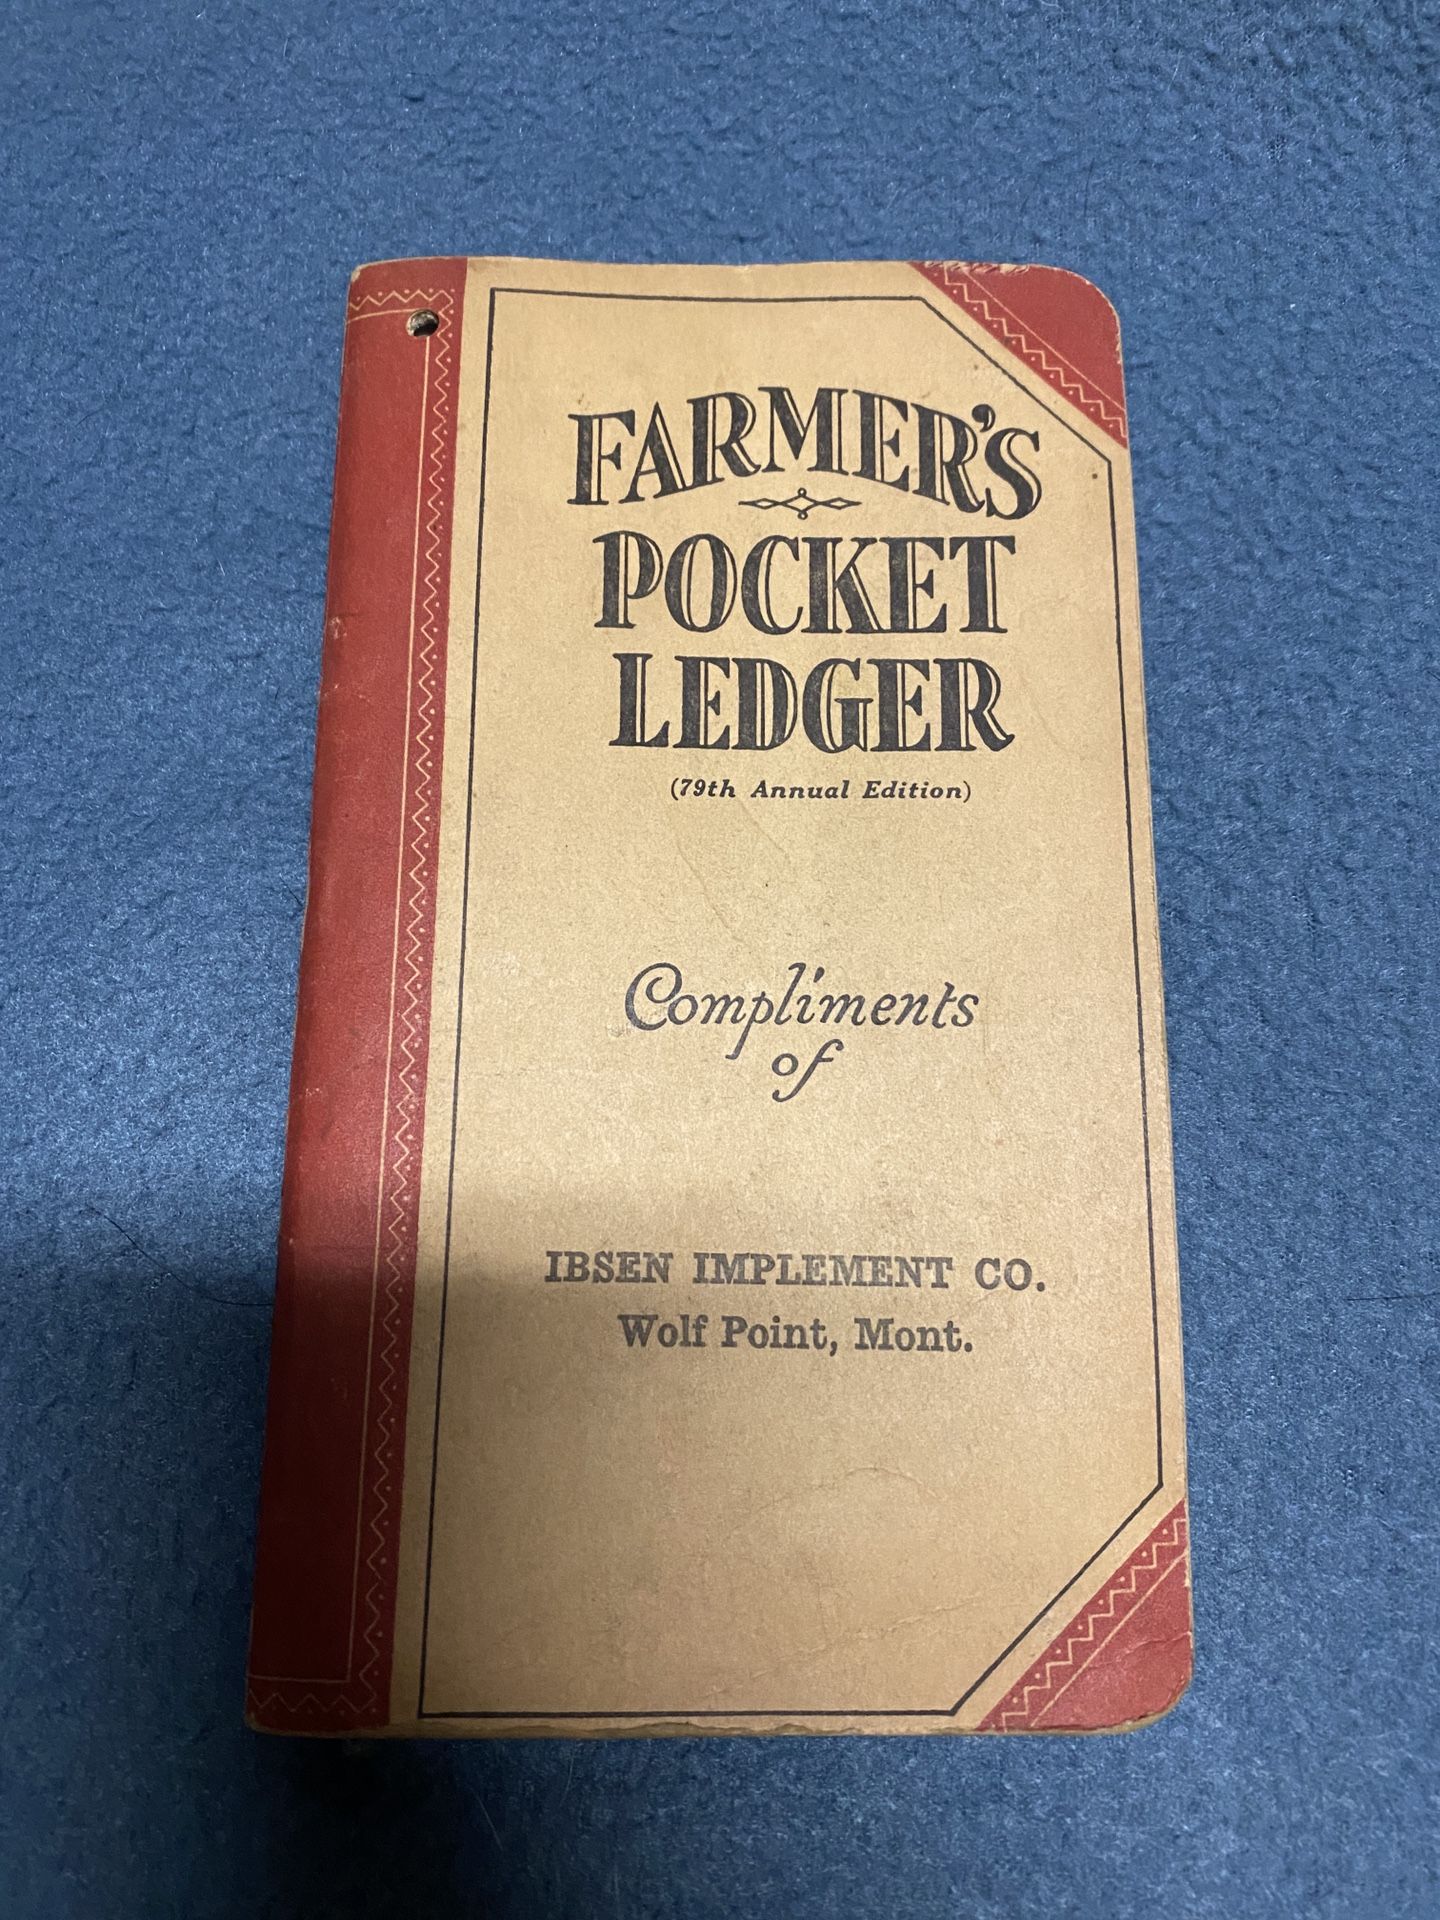 FARMER'S
POCKET
LEDGER
(79th Annual Edition)
Compliments
of
IBSEN IMPLEMENT CO.
Wolf Point, Mont.